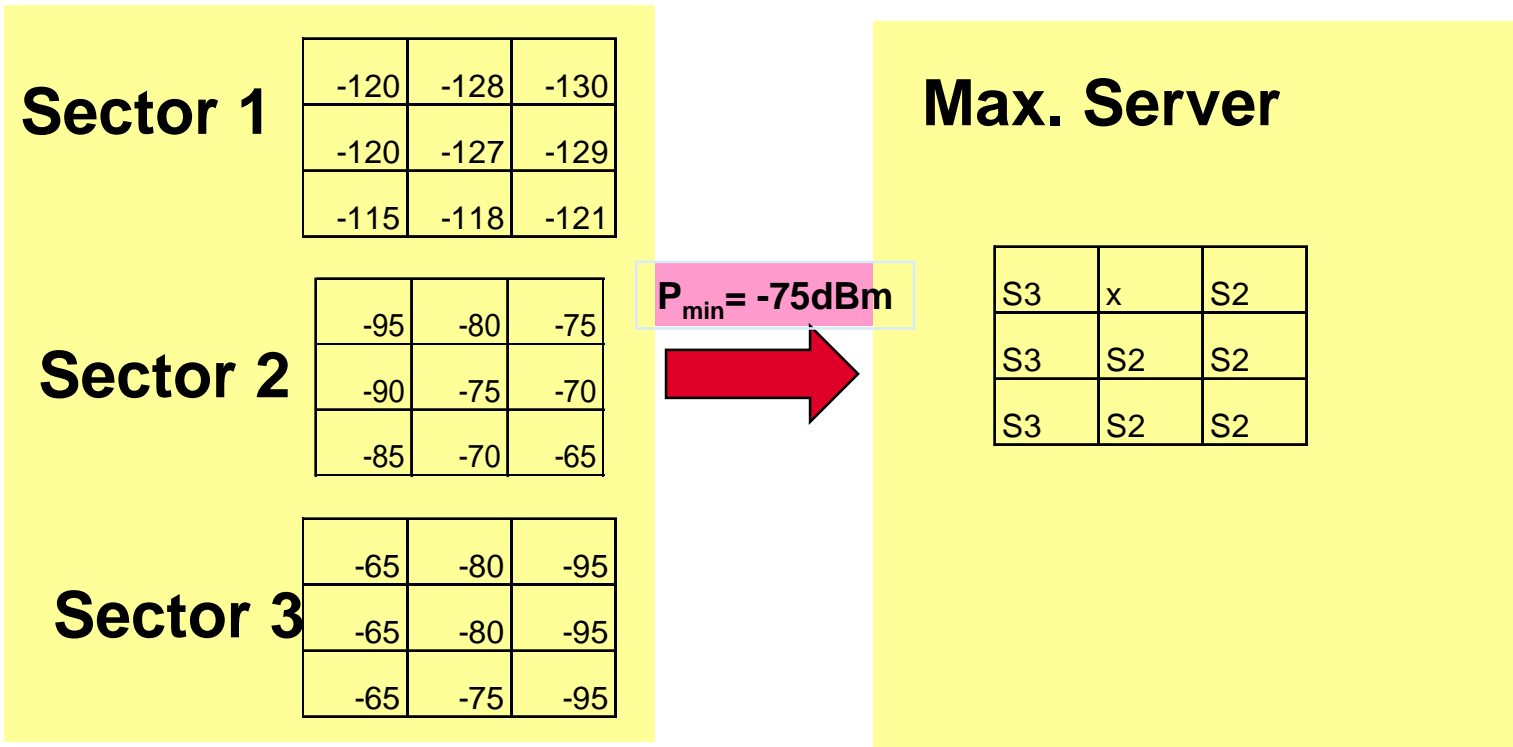 Sector 1
-120 -128 -130
-120 -127 -129
-115 -118 -121
Sector 2
-95 -80 -75
-90 -75 -70
-85 -70 -65
Sector 3
-65 -80 -95
-65 -80 -95
-65 -75 -95
Pmin= -75dBm
Max. Server
S3 x S2
S3 S2 S2
S3 S2 S2